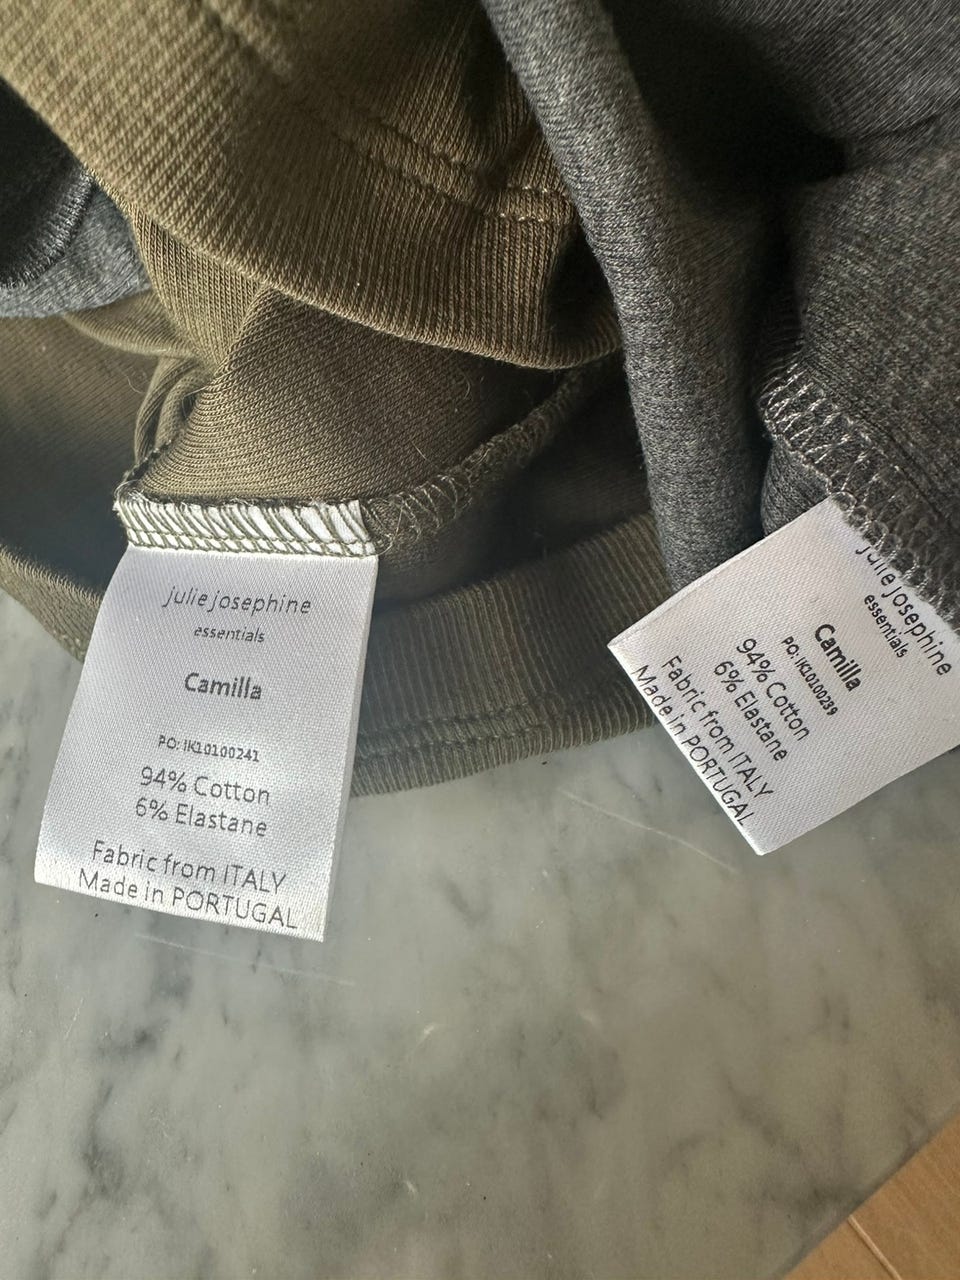 julie josephine
essentials
Camilla
PO: IK10100241
94% Cotton
6% Elastane
Fabric from ITALY
Made in PORTUGAL
julie josephine
essentials
Camilla
PO: IK10100239
94% Cotton
6% Elastane
Fabric from ITALY
Made in PORTUGAL